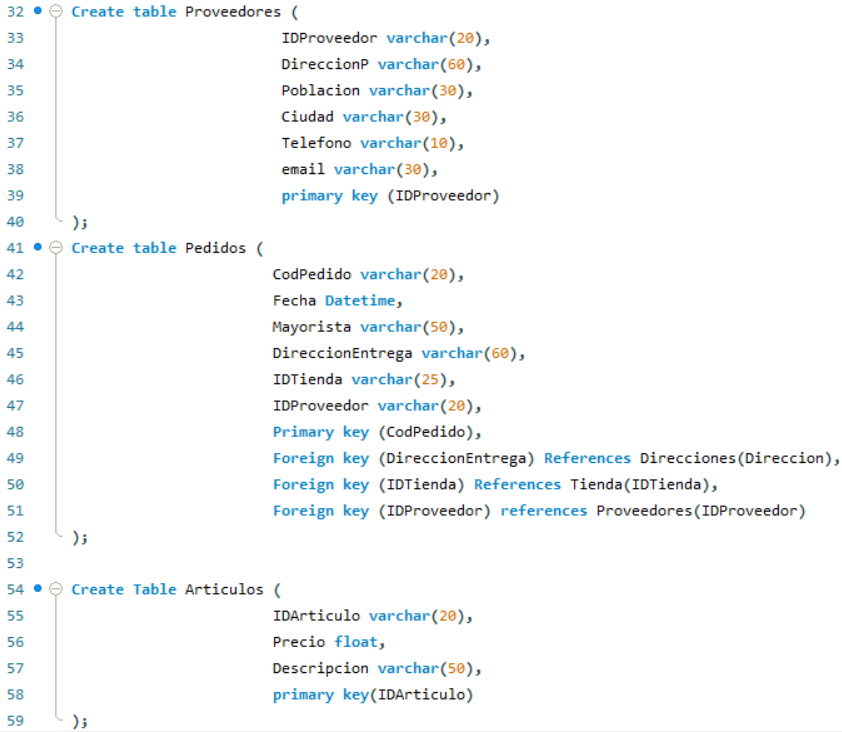 32 Create table Proveedores (
33 IDProveedor varchar(20),
34 DireccionP varchar(60),
35 Poblacion varchar(30),
36 Ciudad varchar(30),
37 Telefono varchar(10),
38 email varchar(30),
39 primary key (IDProveedor)
40 );
41 Create table Pedidos (
42 CodPedido varchar(20),
43 Fecha Datetime,
44 Mayorista varchar(50),
45 DireccionEntrega varchar(60),
46 IDTienda varchar(25),
47 IDProveedor varchar(20),
48 Primary key (CodPedido),
49 Foreign key (DireccionEntrega) References Direcciones(Direccion),
50 Foreign key (IDTienda) References Tienda(IDTienda),
51 Foreign key (IDProveedor) references Proveedores(IDProveedor)
52 );
53
54 Create Table Articulos (
55 IDArticulo varchar(20),
56 Precio float,
57 Descripcion varchar(50),
58 primary key(IDArticulo)
59 );